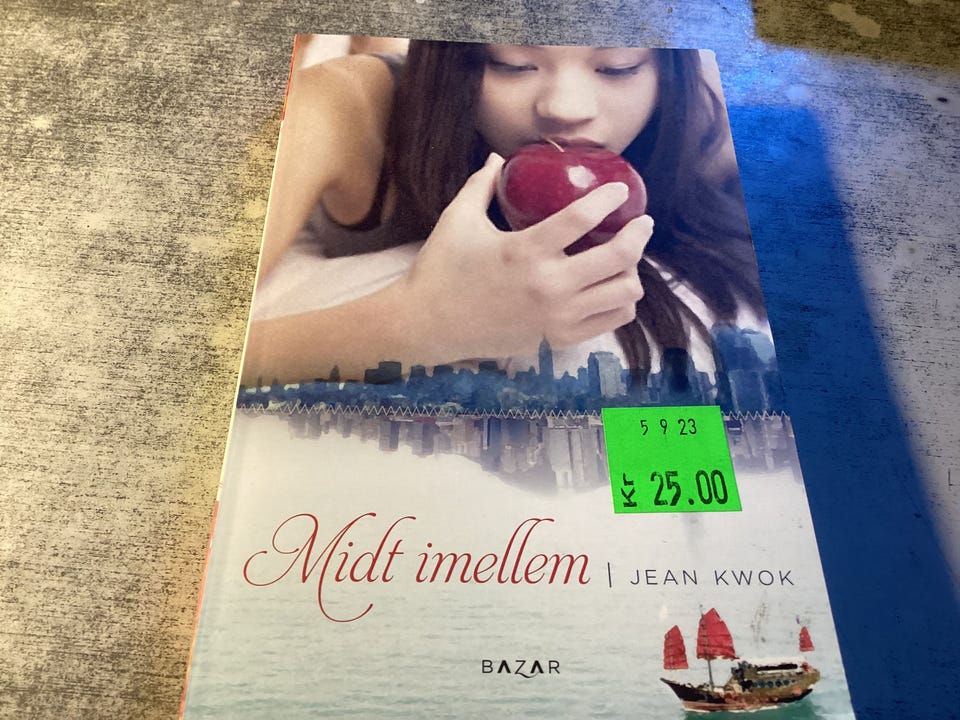 5 9 23
Kr 25.00
Midt imellem | JEAN KWOK
BAZAR